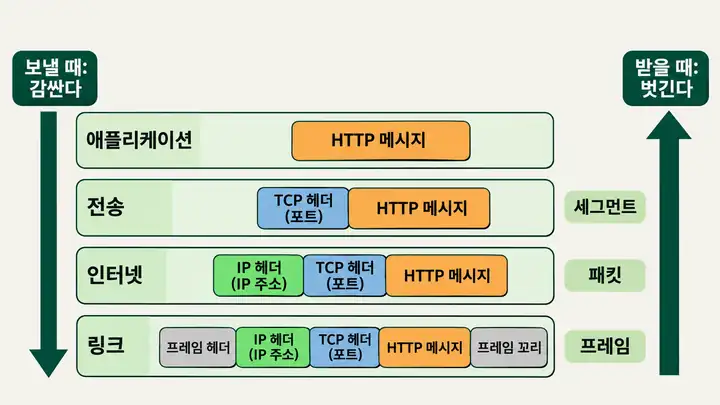 보낼 때:
감싼다
받을 때:
벗긴다
애플리케이션
HTTP 메시지
전송
TCP 헤더
(포트)
HTTP 메시지
세그먼트
인터넷
IP 헤더
(IP 주소)
TCP 헤더
(포트)
HTTP 메시지
패킷
링크
프레임 헤더
IP 헤더
(IP 주소)
TCP 헤더
(포트)
HTTP 메시지
프레임 꼬리
프레임